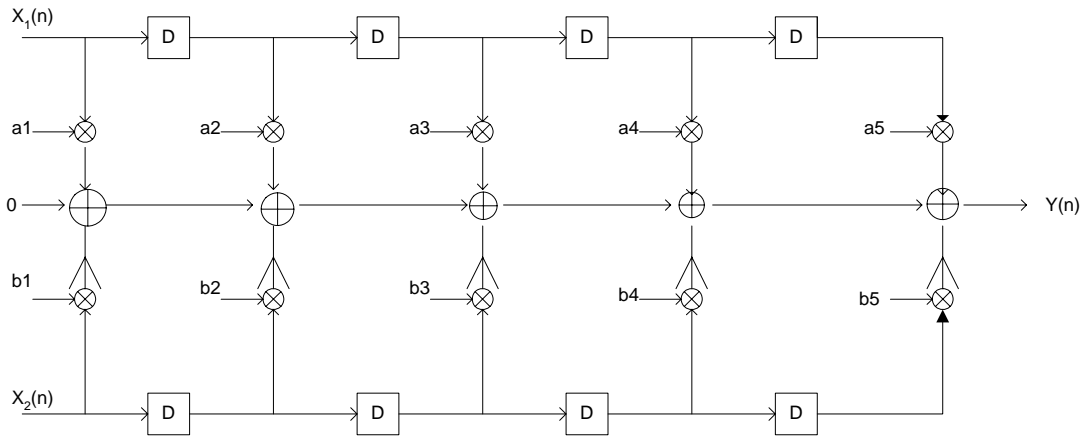 X₁(n)
D D D D
a1 a2 a3 a4 a5
0 Y(n)
b1 b2 b3 b4 b5
X₂(n)
D D D D